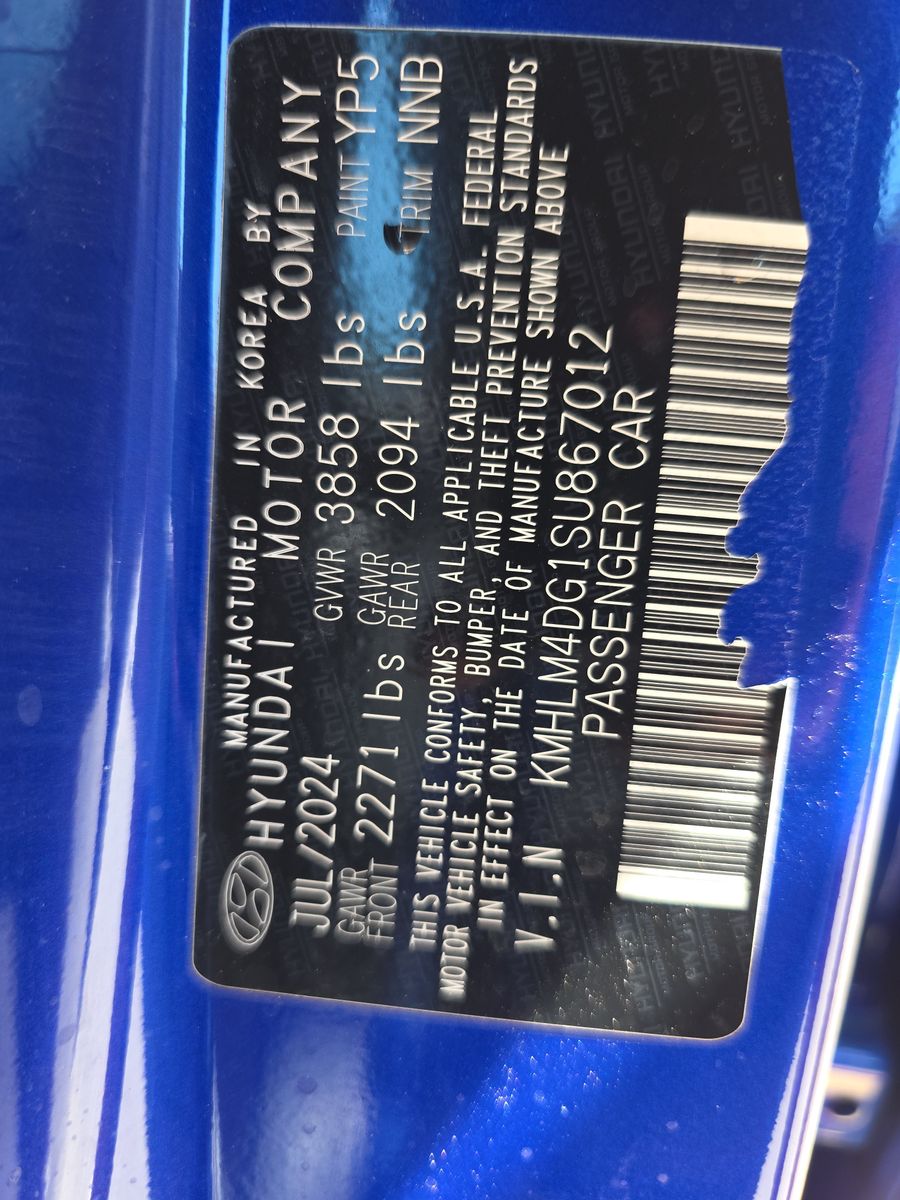 MANUFACTURED IN KOREA BY
HYUNDAI MOTOR COMPANY
JUL/2024 GVWR 3858 lbs PAINT YP5
GAWR FRONT 2271 lbs GAWR REAR 2094 lbs TRIM NNB
THIS VEHICLE CONFORMS TO ALL APPLICABLE U.S.A. FEDERAL
MOTOR VEHICLE SAFETY, BUMPER, AND THEFT PREVENTION STANDARDS
IN EFFECT ON THE DATE OF MANUFACTURE SHOWN ABOVE
V.I.N KMHLM4DG1SU867012
PASSENGER CAR